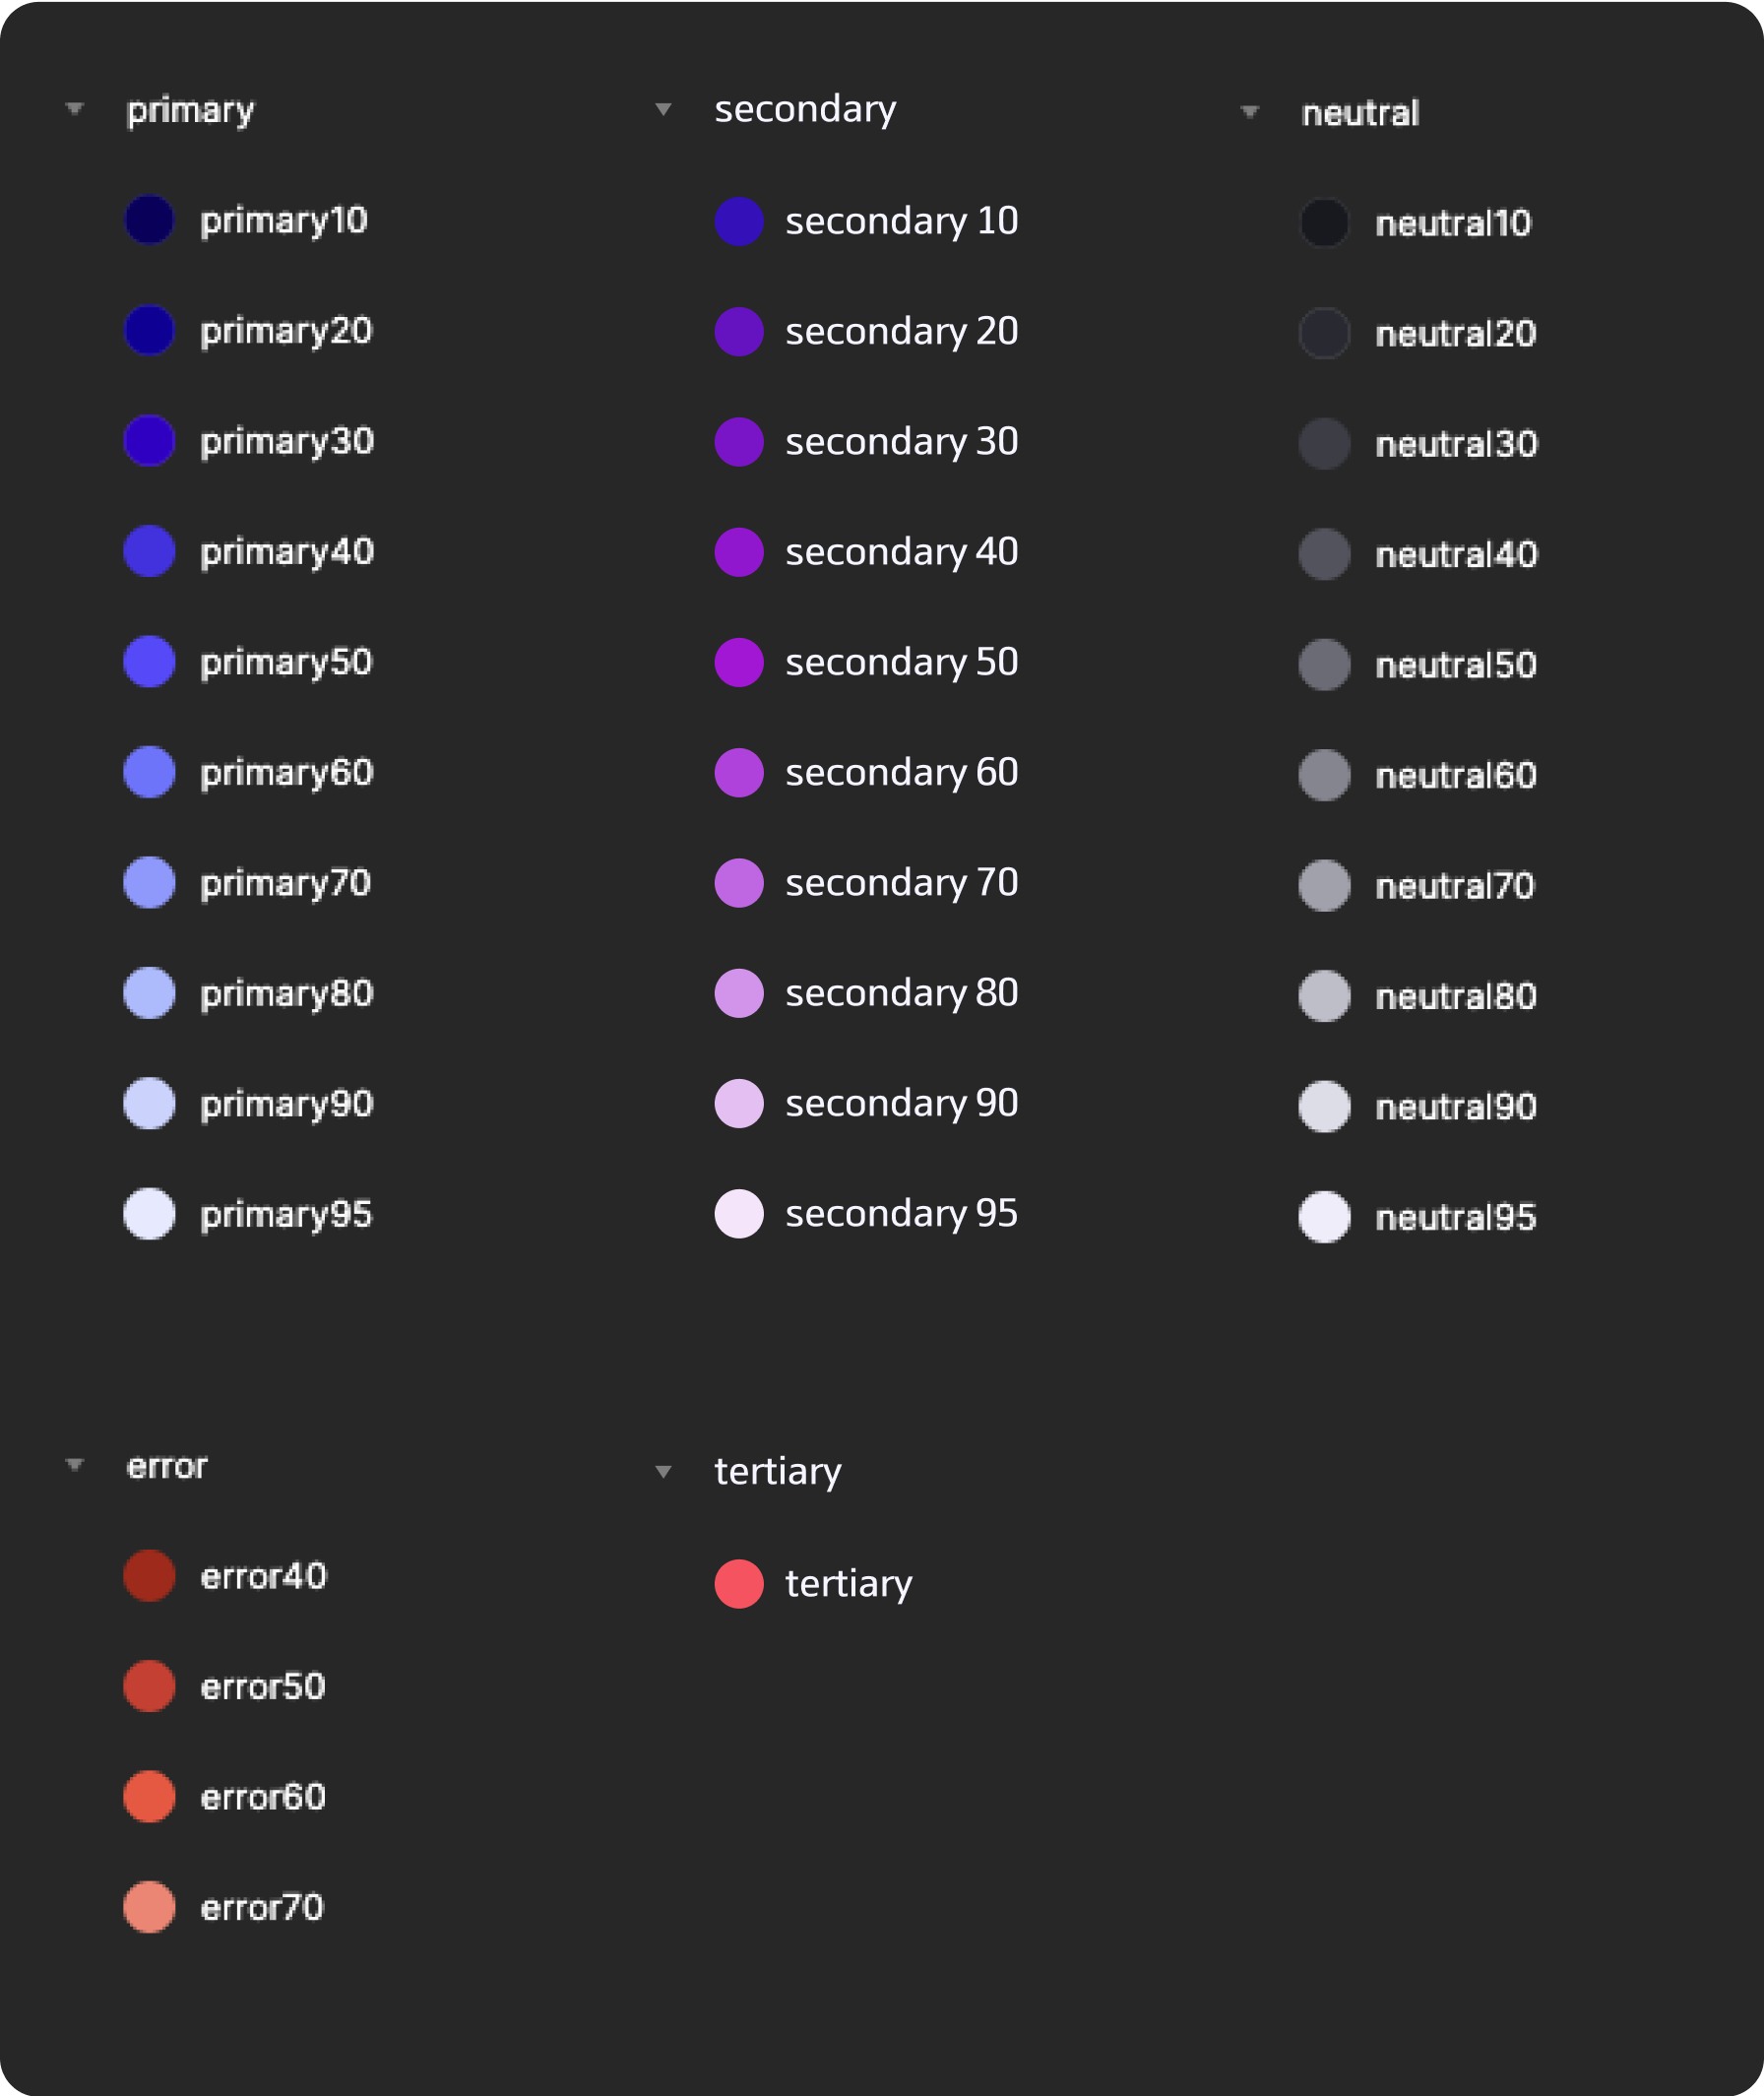 primary
primary10
primary20
primary30
primary40
primary50
primary60
primary70
primary80
primary90
primary95
secondary
secondary 10
secondary 20
secondary 30
secondary 40
secondary 50
secondary 60
secondary 70
secondary 80
secondary 90
secondary 95
neutral
neutral10
neutral20
neutral30
neutral40
neutral50
neutral60
neutral70
neutral80
neutral90
neutral95
error
error40
error50
error60
error70
tertiary
tertiary